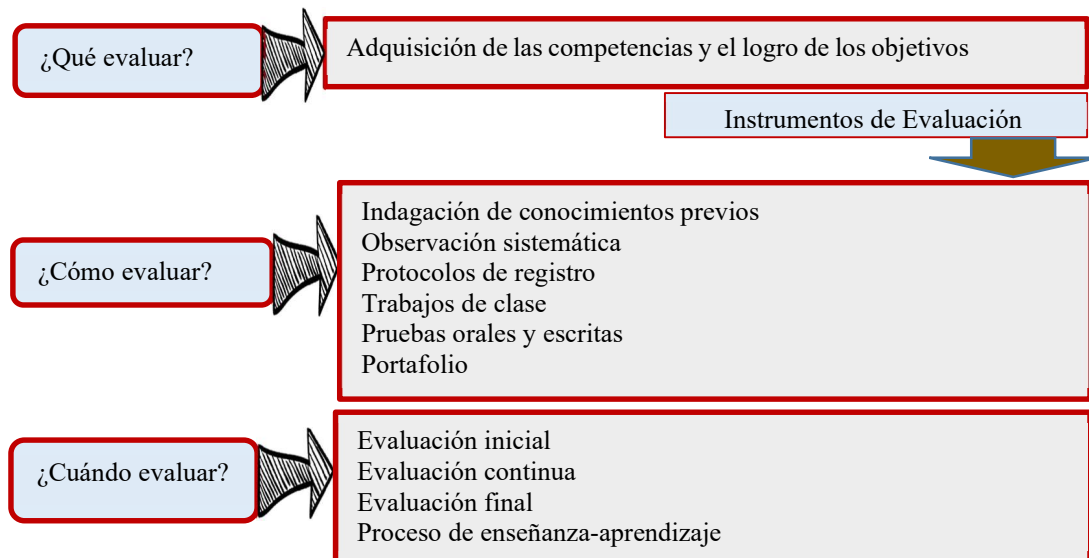 ¿Qué evaluar?
Adquisición de las competencias y el logro de los objetivos
Instrumentos de Evaluación
¿Cómo evaluar?
Indagación de conocimientos previos
Observación sistemática
Protocolos de registro
Trabajos de clase
Pruebas orales y escritas
Portafolio
¿Cuándo evaluar?
Evaluación inicial
Evaluación continua
Evaluación final
Proceso de enseñanza-aprendizaje